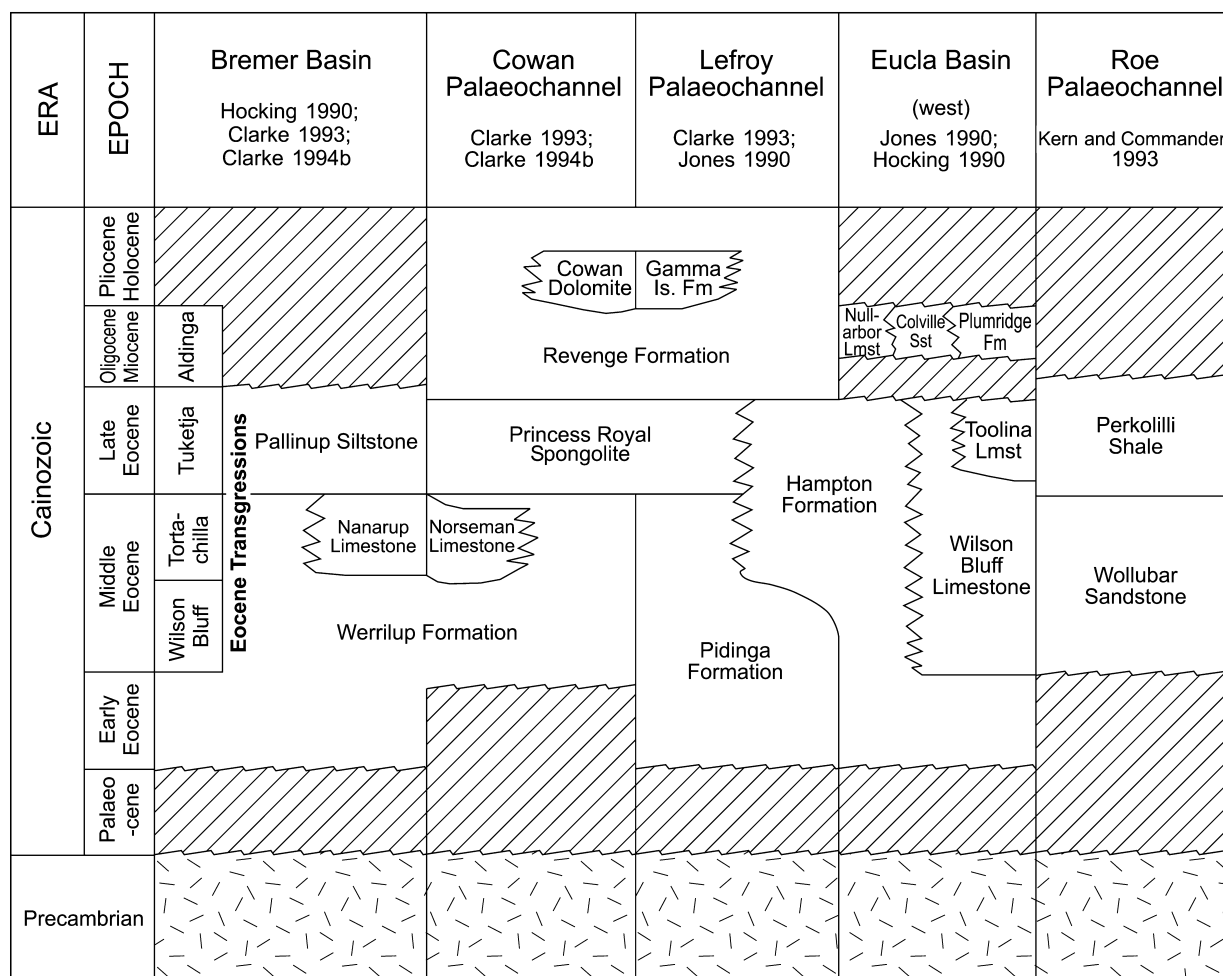 ERA
EPOCH
Bremer Basin
Hocking 1990;
Clarke 1993;
Clarke 1994b
Cowan
Palaeochannel
Clarke 1993;
Clarke 1994b
Lefroy
Palaeochannel
Clarke 1993;
Jones 1990
Eucla Basin
(west)
Jones 1990;
Hocking 1990
Roe
Palaeochannel
Kern and Commander
1993
Cainozoic
Pliocene
Holocene
Cowan
Dolomite
Gamma
Is. Fm
Oligocene
Miocene
Aldinga
Revenge Formation
Null-
arbor
Lmst
Colville
Sst
Plumridge
Fm
Late
Eocene
Tuketja
Eocene Transgressions
Pallinup Siltstone
Princess Royal
Spongolite
Hampton
Formation
Toolina
Lmst
Perkolilli
Shale
Middle
Eocene
Torta-
chilla
Wilson
Bluff
Nanarup
Limestone
Norseman
Limestone
Werrilup Formation
Pidinga
Formation
Wilson
Bluff
Limestone
Wollubar
Sandstone
Early
Eocene
Palaeo
-cene
Precambrian